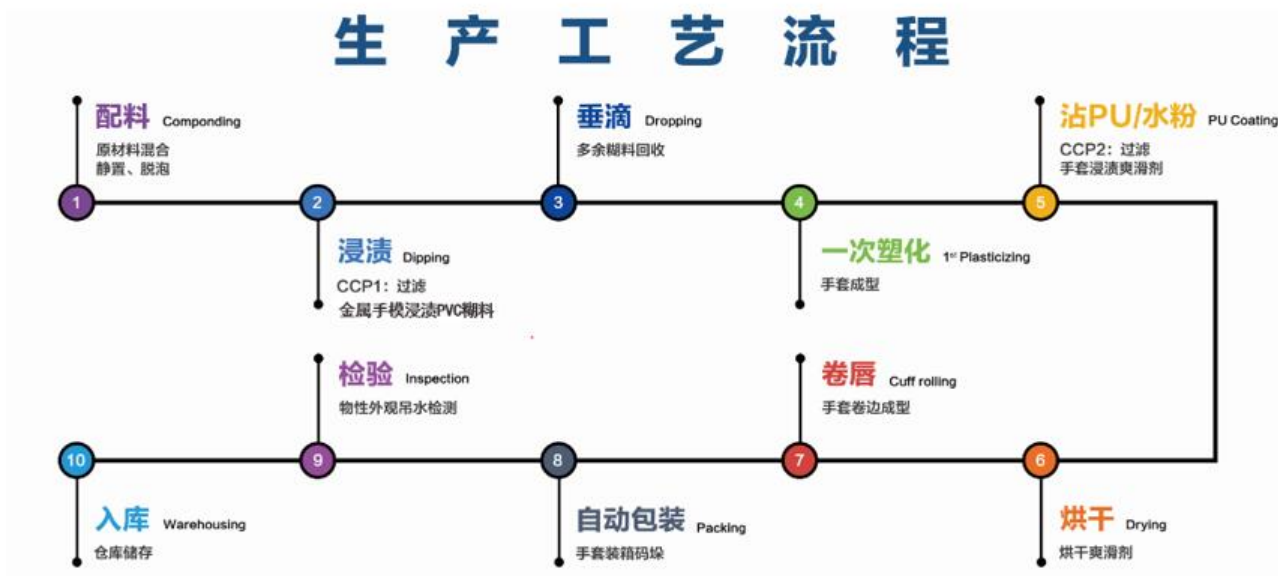 生产工艺流程
配料 Componding
原材料混合
静置、脱泡
1
2
浸渍 Dipping
CCP1：过滤
金属手模浸渍PVC糊料
垂滴 Dropping
多余糊料回收
3
4
一次塑化 1st Plasticizing
手套成型
沾PU/水粉 PU Coating
CCP2：过滤
手套浸渍爽滑剂
5
6
烘干 Drying
烘干爽滑剂
卷唇 Cuff rolling
手套卷边成型
7
8
自动包装 Packing
手套装箱码垛
检验 Inspection
物性外观吊水检测
9
10
入库 Warehousing
仓库储存